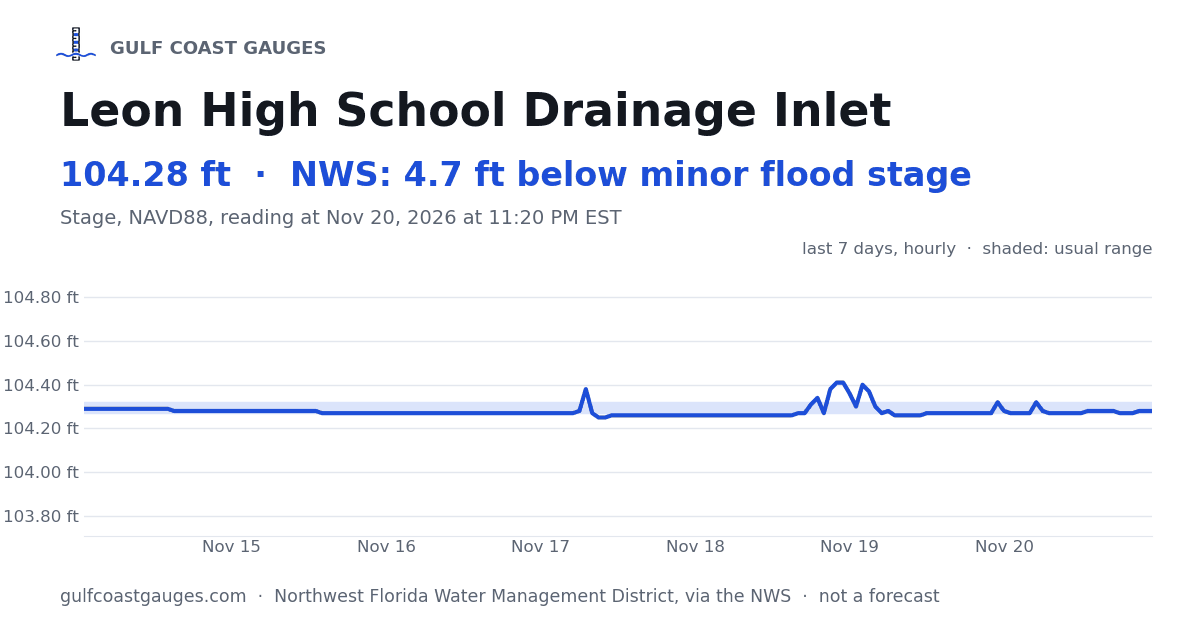 GULF COAST GAUGES
Leon High School Drainage Inlet
104.28 ft · NWS: 4.7 ft below minor flood stage
Stage, NAVD88, reading at Nov 20, 2026 at 11:20 PM EST
last 7 days, hourly · shaded: usual range
104.80 ft
104.60 ft
104.40 ft
104.20 ft
104.00 ft
103.80 ft
Nov 15 Nov 16 Nov 17 Nov 18 Nov 19 Nov 20
gulfcoastgauges.com · Northwest Florida Water Management District, via the NWS · not a forecast